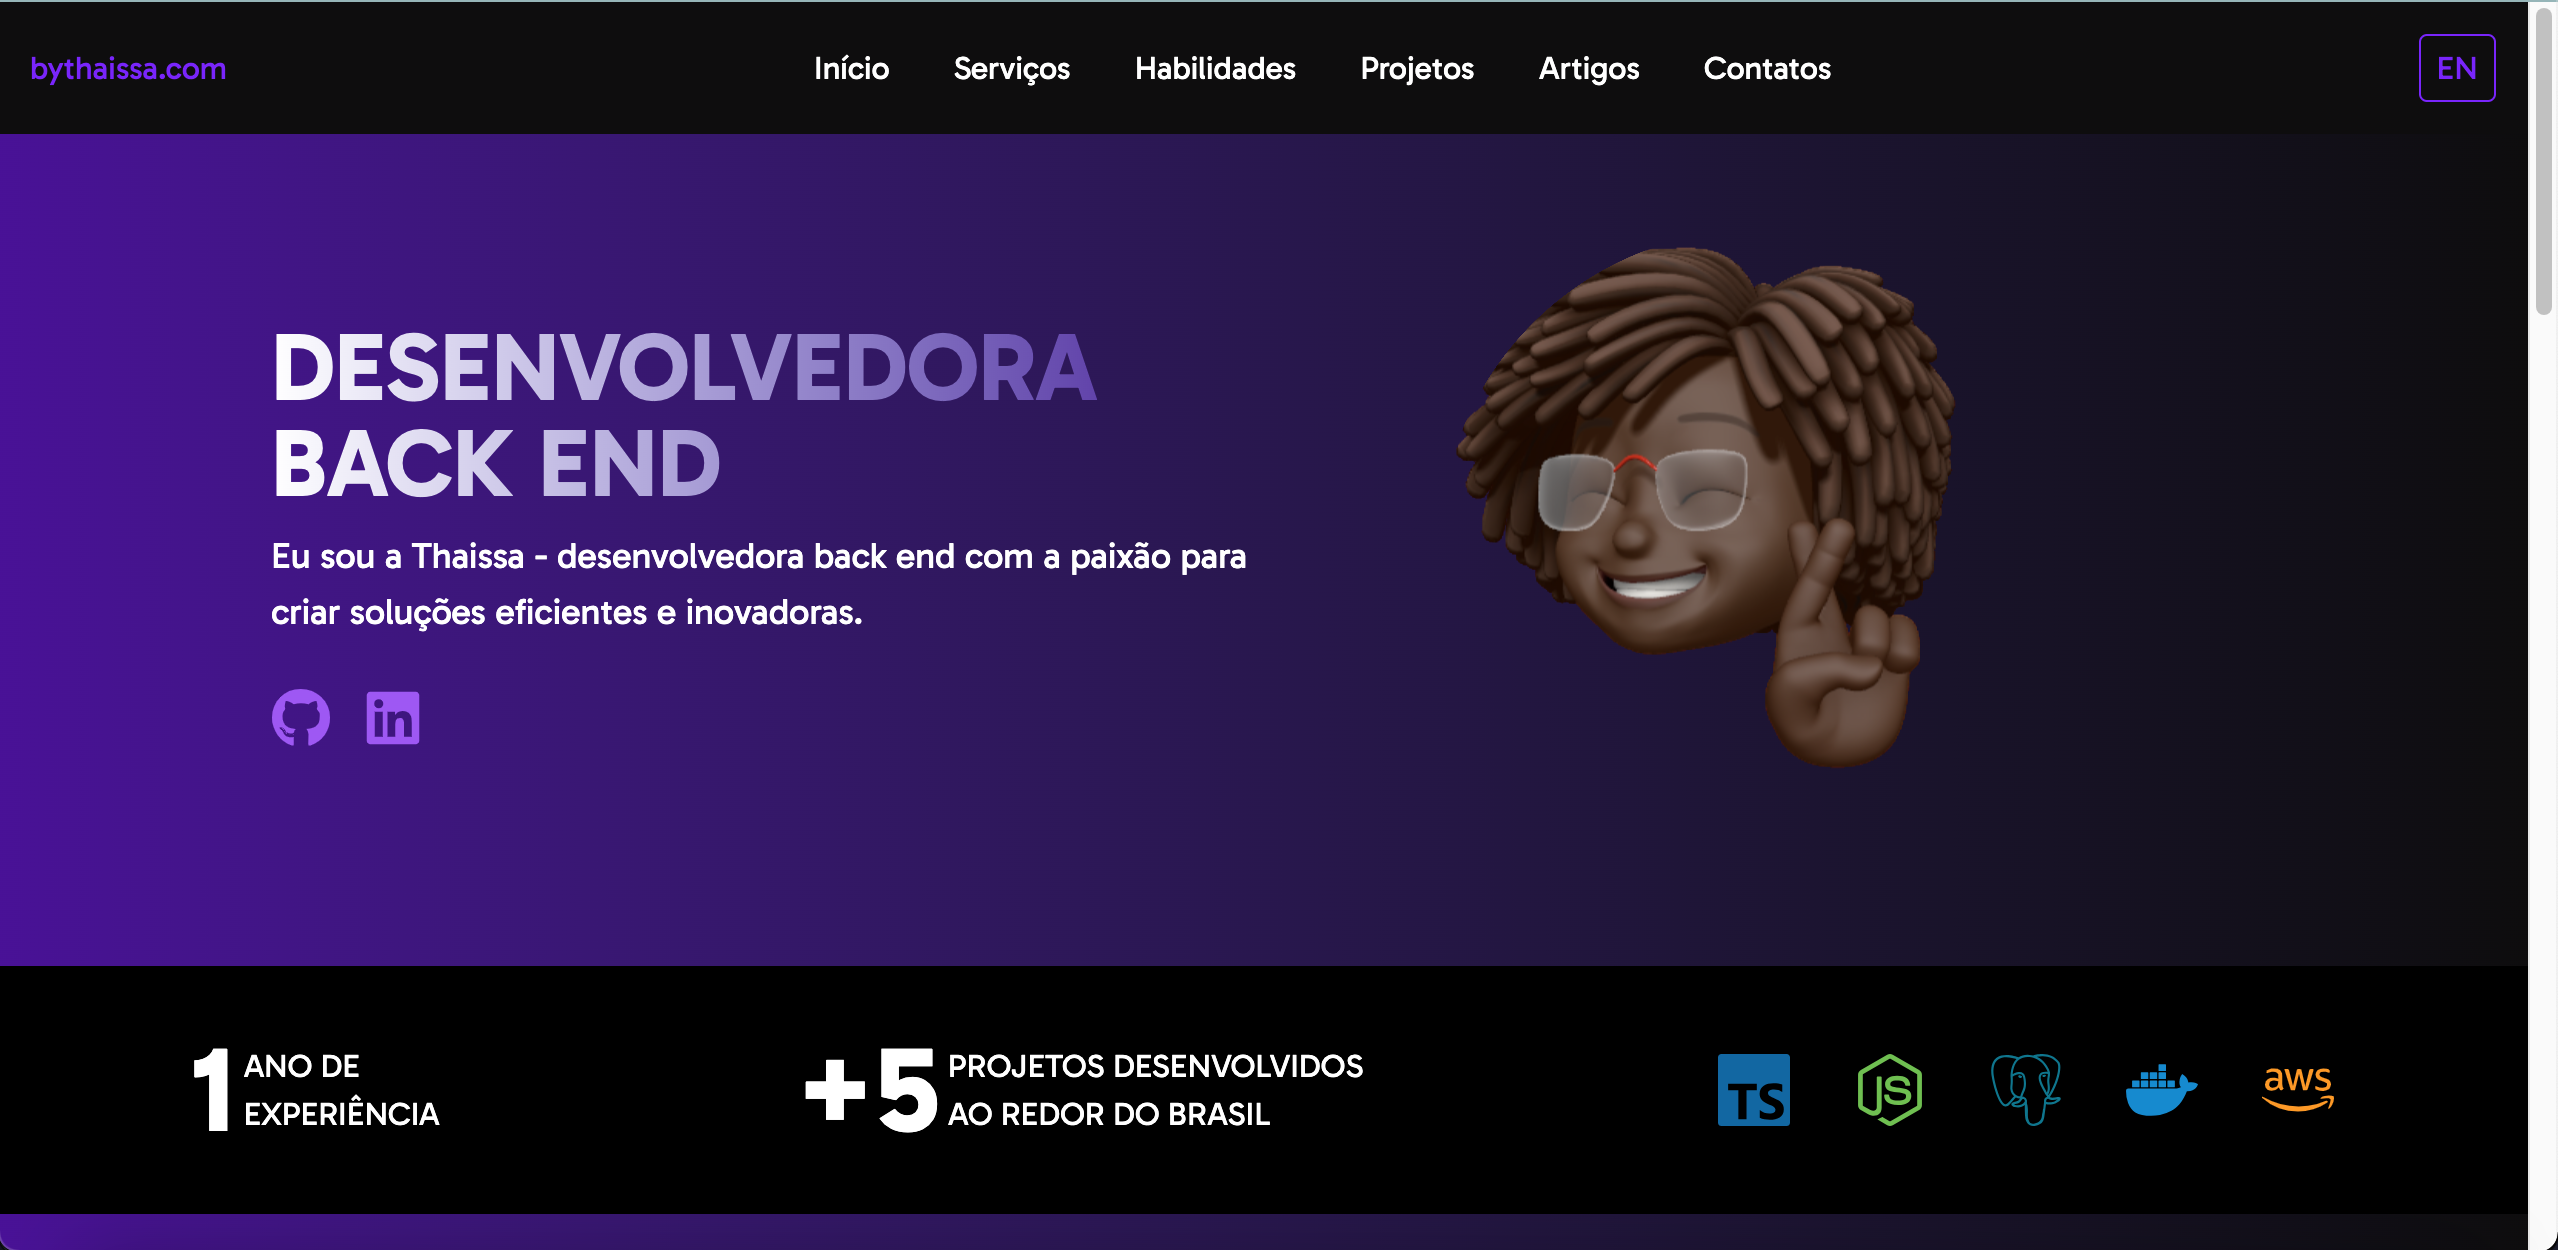 bythaissa.com
Início
Serviços
Habilidades
Projetos
Artigos
Contatos
EN
DESENVOLVEDORA
BACK END
Eu sou a Thaissa - desenvolvedora back end com a paixão para
criar soluções eficientes e inovadoras.
in
1 ANO DE
EXPERIÊNCIA
+5 PROJETOS DESENVOLVIDOS
AO REDOR DO BRASIL
TS
JS
aws